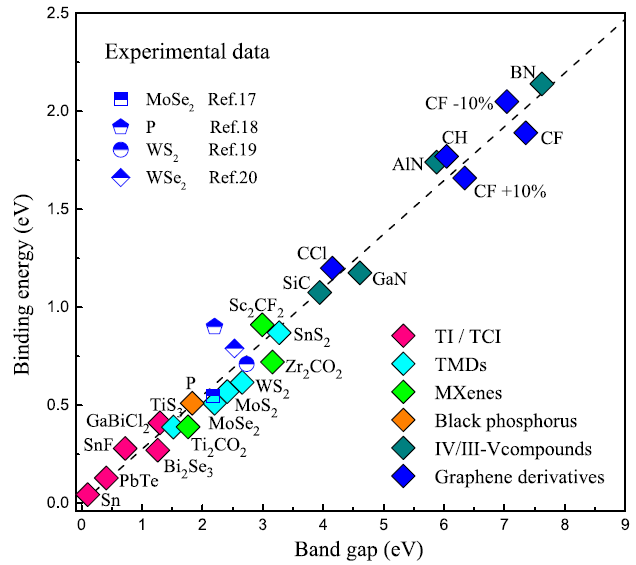 Experimental data
MoSe2 Ref.17
P Ref.18
WS2 Ref.19
WSe2 Ref.20
BN
CF -10%
CF
CH
AlN
CF +10%
CCl
SiC
GaN
Sc2CF2
SnS2
Zr2CO2
P
WS2
TiS3
MoS2
GaBiCl2
MoSe2
SnF
Ti2CO2
Bi2Se3
PbTe
Sn
TI / TCI
TMDs
MXenes
Black phosphorus
IV/III-Vcompounds
Graphene derivatives
2.5
2.0
1.5
1.0
0.5
0.0
Binding energy (eV)
0 1 2 3 4 5 6 7 8 9
Band gap (eV)